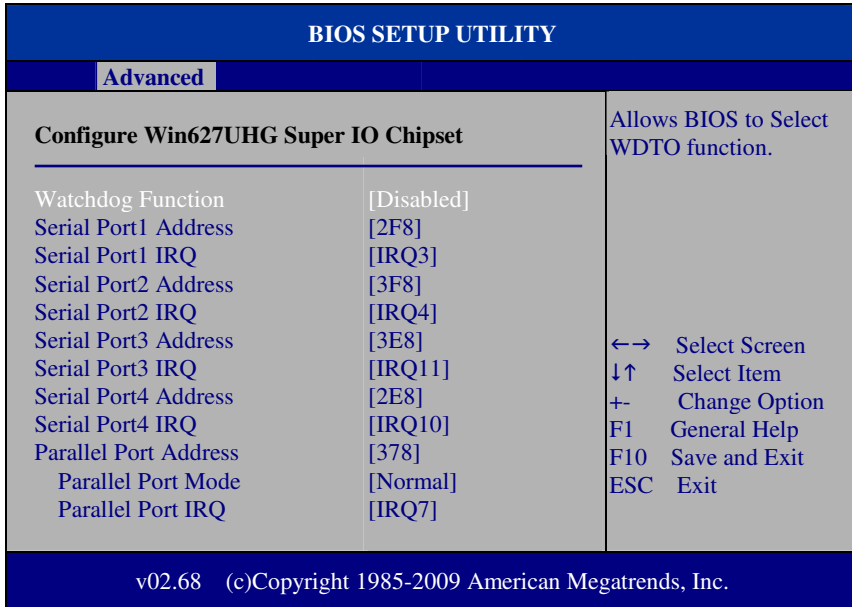 BIOS SETUP UTILITY
Advanced
Configure Win627UHG Super IO Chipset
Watchdog Function [Disabled]
Serial Port1 Address [2F8]
Serial Port1 IRQ [IRQ3]
Serial Port2 Address [3F8]
Serial Port2 IRQ [IRQ4]
Serial Port3 Address [3E8]
Serial Port3 IRQ [IRQ11]
Serial Port4 Address [2E8]
Serial Port4 IRQ [IRQ10]
Parallel Port Address [378]
Parallel Port Mode [Normal]
Parallel Port IRQ [IRQ7]
Allows BIOS to Select
WDTO function.
←→ Select Screen
↓↑ Select Item
+- Change Option
F1 General Help
F10 Save and Exit
ESC Exit
v02.68 (c)Copyright 1985-2009 American Megatrends, Inc.